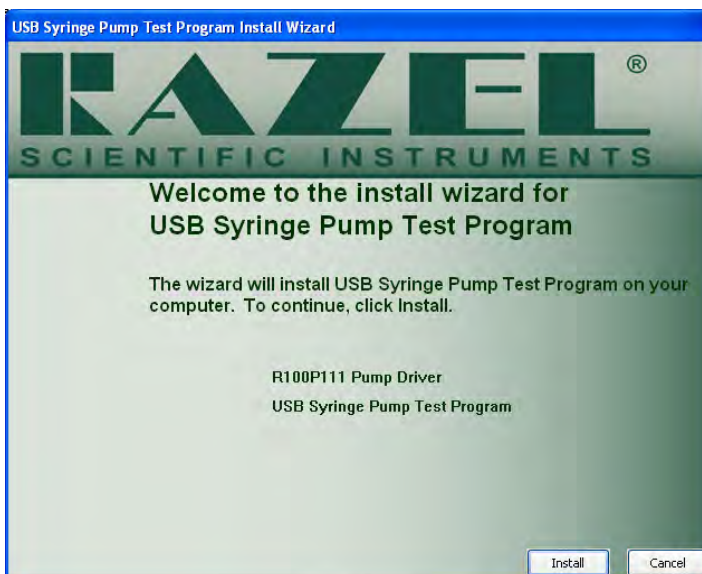 USB Syringe Pump Test Program Install Wizard
RAZEL®
SCIENTIFIC INSTRUMENTS
Welcome to the install wizard for
USB Syringe Pump Test Program
The wizard will install USB Syringe Pump Test Program on your
computer. To continue, click Install.
R100P111 Pump Driver
USB Syringe Pump Test Program
Install Cancel